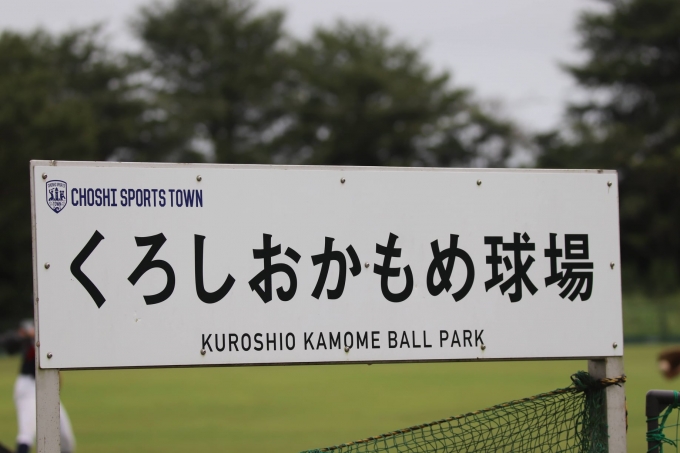 CHOSHI SPORTS TOWN
くろしおかもめ球場
KUROSHIO KAMOME BALL PARK